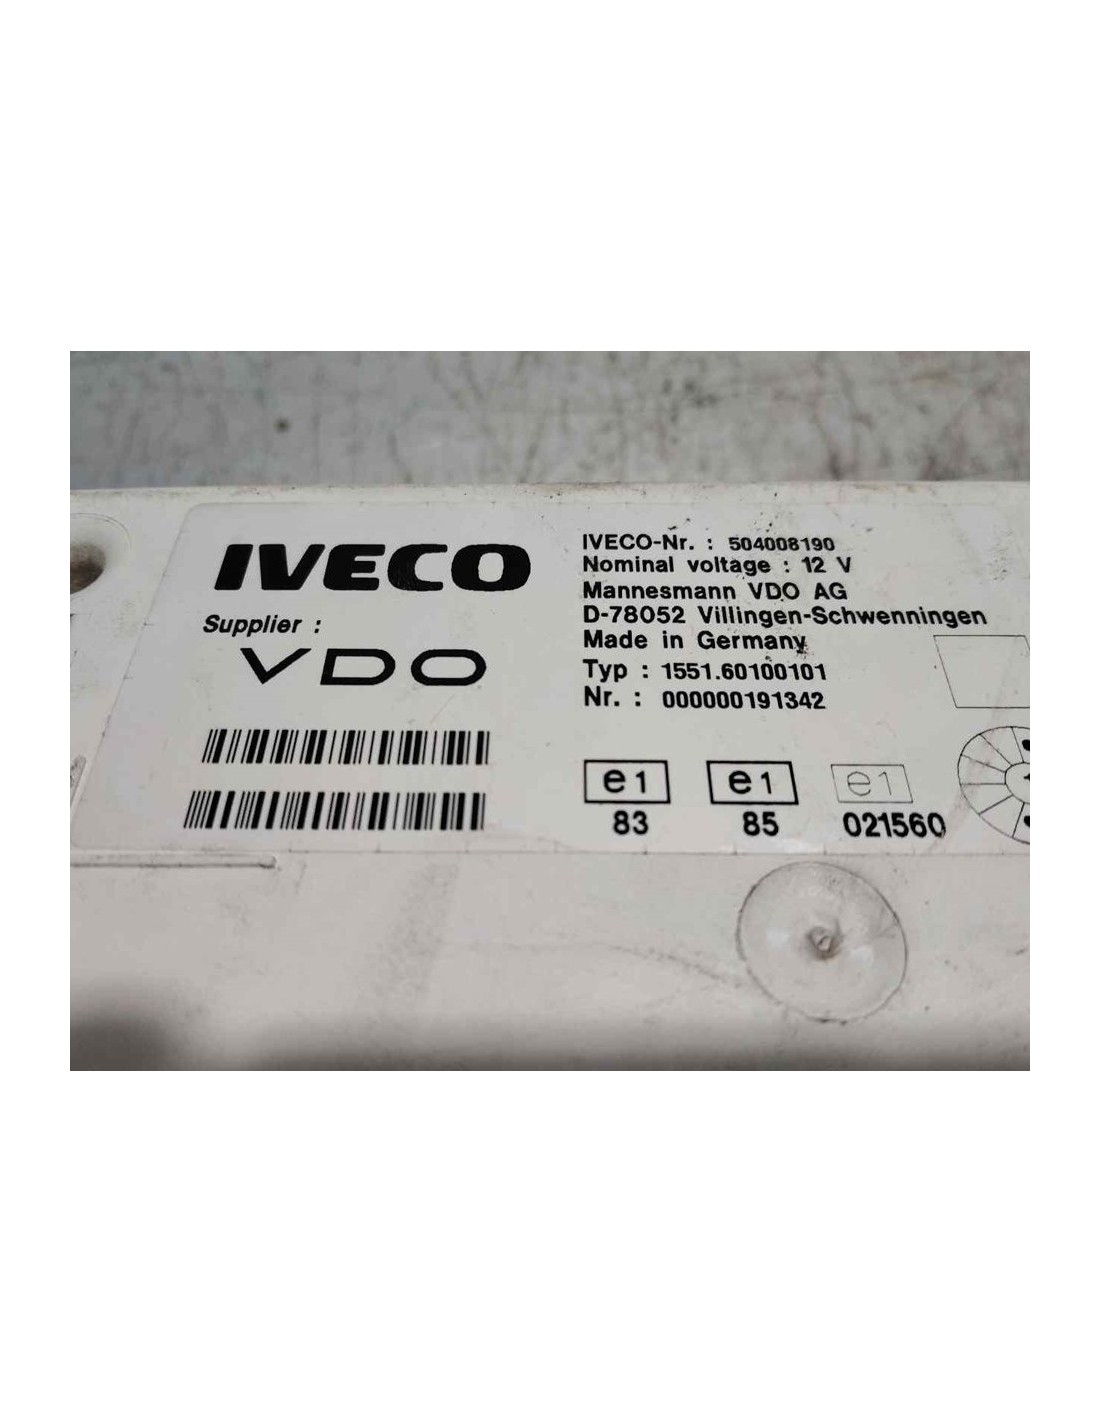 IVECO
Supplier :
VDO
IVECO-Nr. : 504008190
Nominal voltage : 12 V
Mannesmann VDO AG
D-78052 Villingen-Schwenningen
Made in Germany
Typ : 1551.60100101
Nr. : 000000191342
e1 e1 e1
83 85 021560